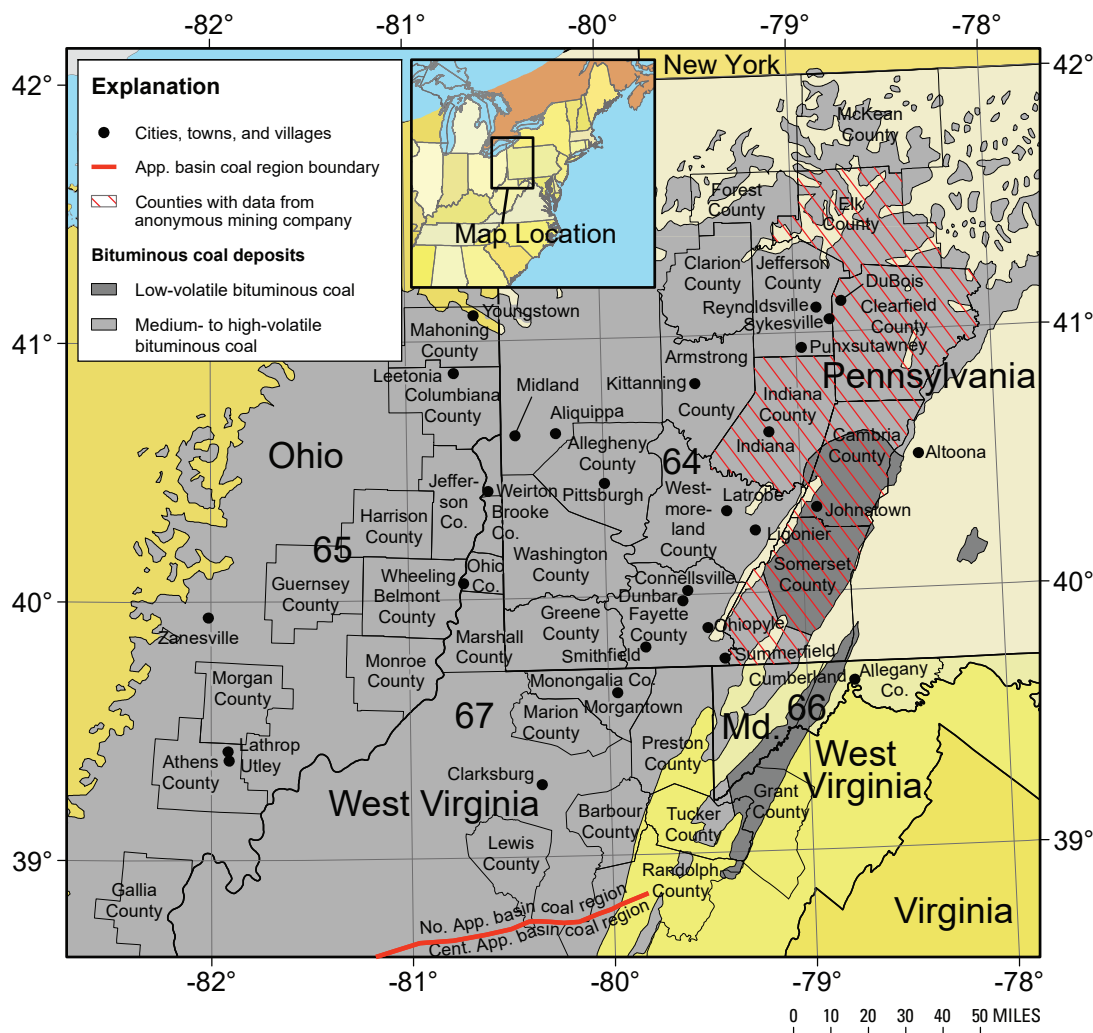 -82°
-81°
-80°
-79°
-78°
42°
42°
New York
Explanation
Cities, towns, and villages
App. basin coal region boundary
Counties with data from
anonymous mining company
Bituminous coal deposits
Low-volatile bituminous coal
Medium- to high-volatile
bituminous coal
Map Location
McKean
County
Forest
County
Elk
County
Clarion
County
Jefferson
County
DuBois
Reynoldsville
Clearfield
County
Sykesville
Youngstown
41°
41°
Mahoning
County
Punxsutawney
Armstrong
County
Pennsylvania
Leetonia
Columbiana
County
Midland
Kittanning
Indiana
County
Aliquippa
Indiana
Allegheny
County
Cambria
County
Ohio
64
Altoona
Pittsburgh
Jeffer-
son
Co.
Weirton
Brooke
Co.
West-
more-
land
County
Latrobe
Johnstown
Harrison
County
Ligonier
65
Washington
County
Somerset
County
Guernsey
County
Wheeling
Belmont
County
Ohio
Co.
Connellsville
Dunbar
40°
40°
Zanesville
Greene
County
Fayette
County
Ohiopyle
Marshall
County
Smithfield
Summerfield
Monroe
County
Morgan
County
Monongalia Co.
Morgantown
Cumberland
Allegany
Co.
67
66
Marion
County
Md.
Preston
County
West
Virginia
Lathrop
Utley
Athens
County
Clarksburg
West Virginia
Grant
County
Barbour
County
Tucker
County
39°
39°
Lewis
County
Randolph
County
Gallia
County
No. App. basin coal region
Cent. App. basin coal region
Virginia
-82°
-81°
-80°
-79°
-78°
0 10 20 30 40 50 MILES